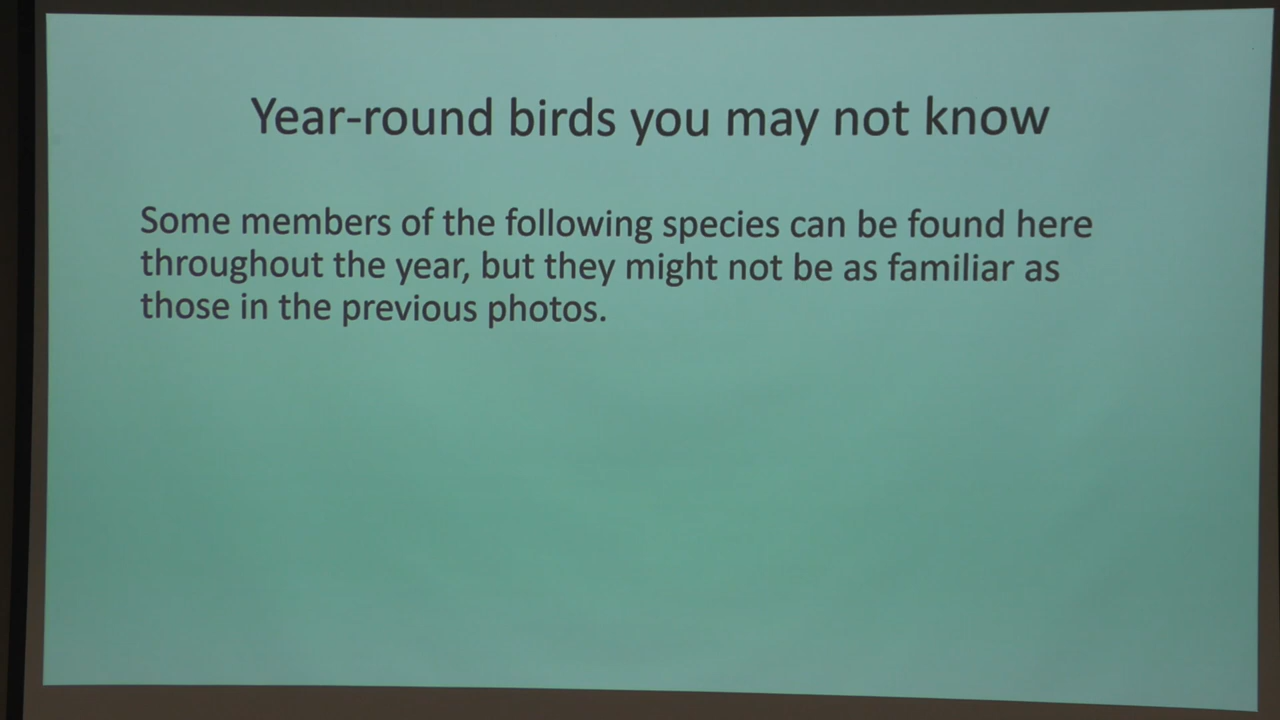 Year-round birds you may not know
Some members of the following species can be found here
throughout the year, but they might not be as familiar as
those in the previous photos.